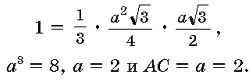 1 = 1/3 · a²√3/4 · a√3/2,
a³ = 8, a = 2 и AC = a = 2.